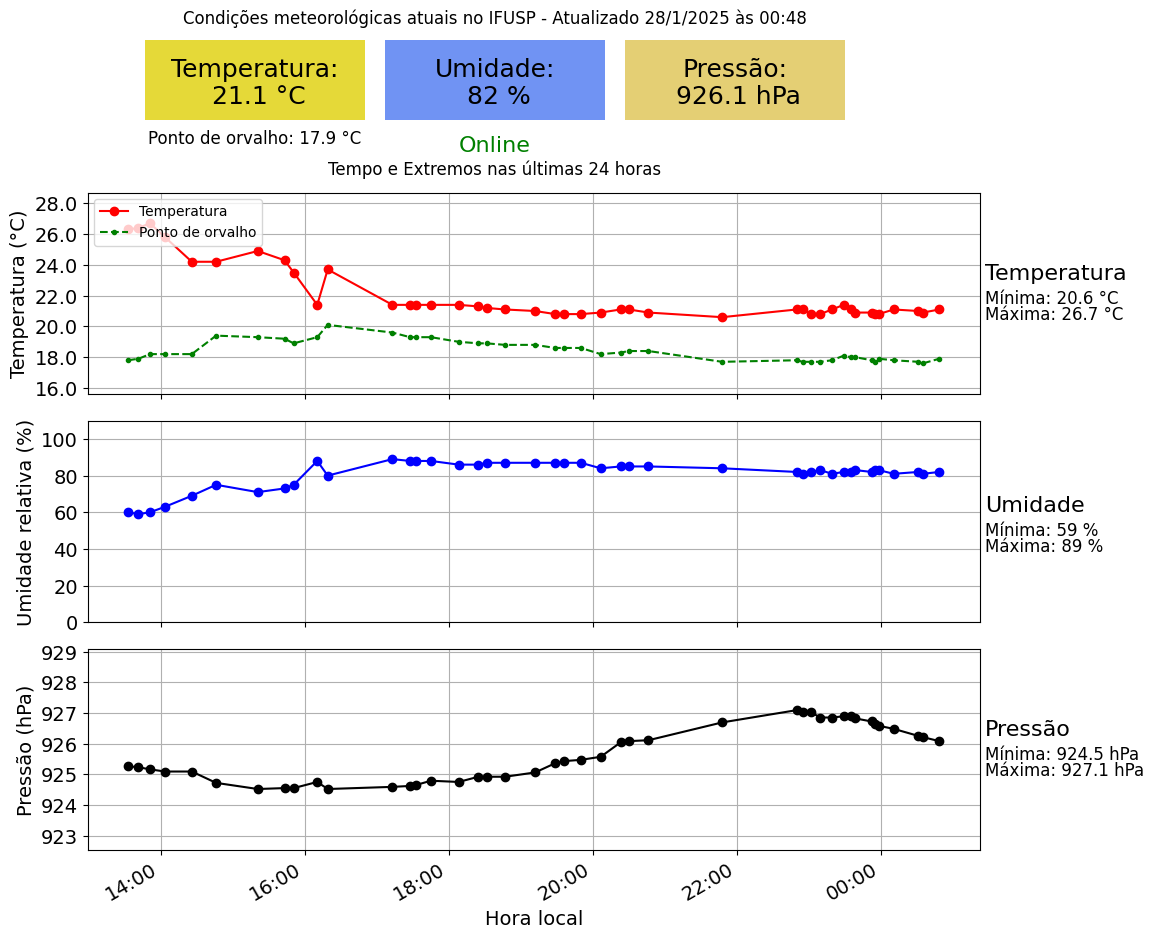 Condições meteorológicas atuais no IFUSP - Atualizado 28/1/2025 às 00:48
Temperatura:
21.1 °C
Umidade:
82 %
Pressão:
926.1 hPa
Ponto de orvalho: 17.9 °C
Online
Tempo e Extremos nas últimas 24 horas
Temperatura (°C)
28.0
26.0
24.0
22.0
20.0
18.0
16.0
Temperatura
Ponto de orvalho
Temperatura
Mínima: 20.6 °C
Máxima: 26.7 °C
Umidade relativa (%)
100
80
60
40
20
0
Umidade
Mínima: 59 %
Máxima: 89 %
Pressão (hPa)
929
928
927
926
925
924
923
Pressão
Mínima: 924.5 hPa
Máxima: 927.1 hPa
14:00
16:00
18:00
20:00
22:00
00:00
Hora local